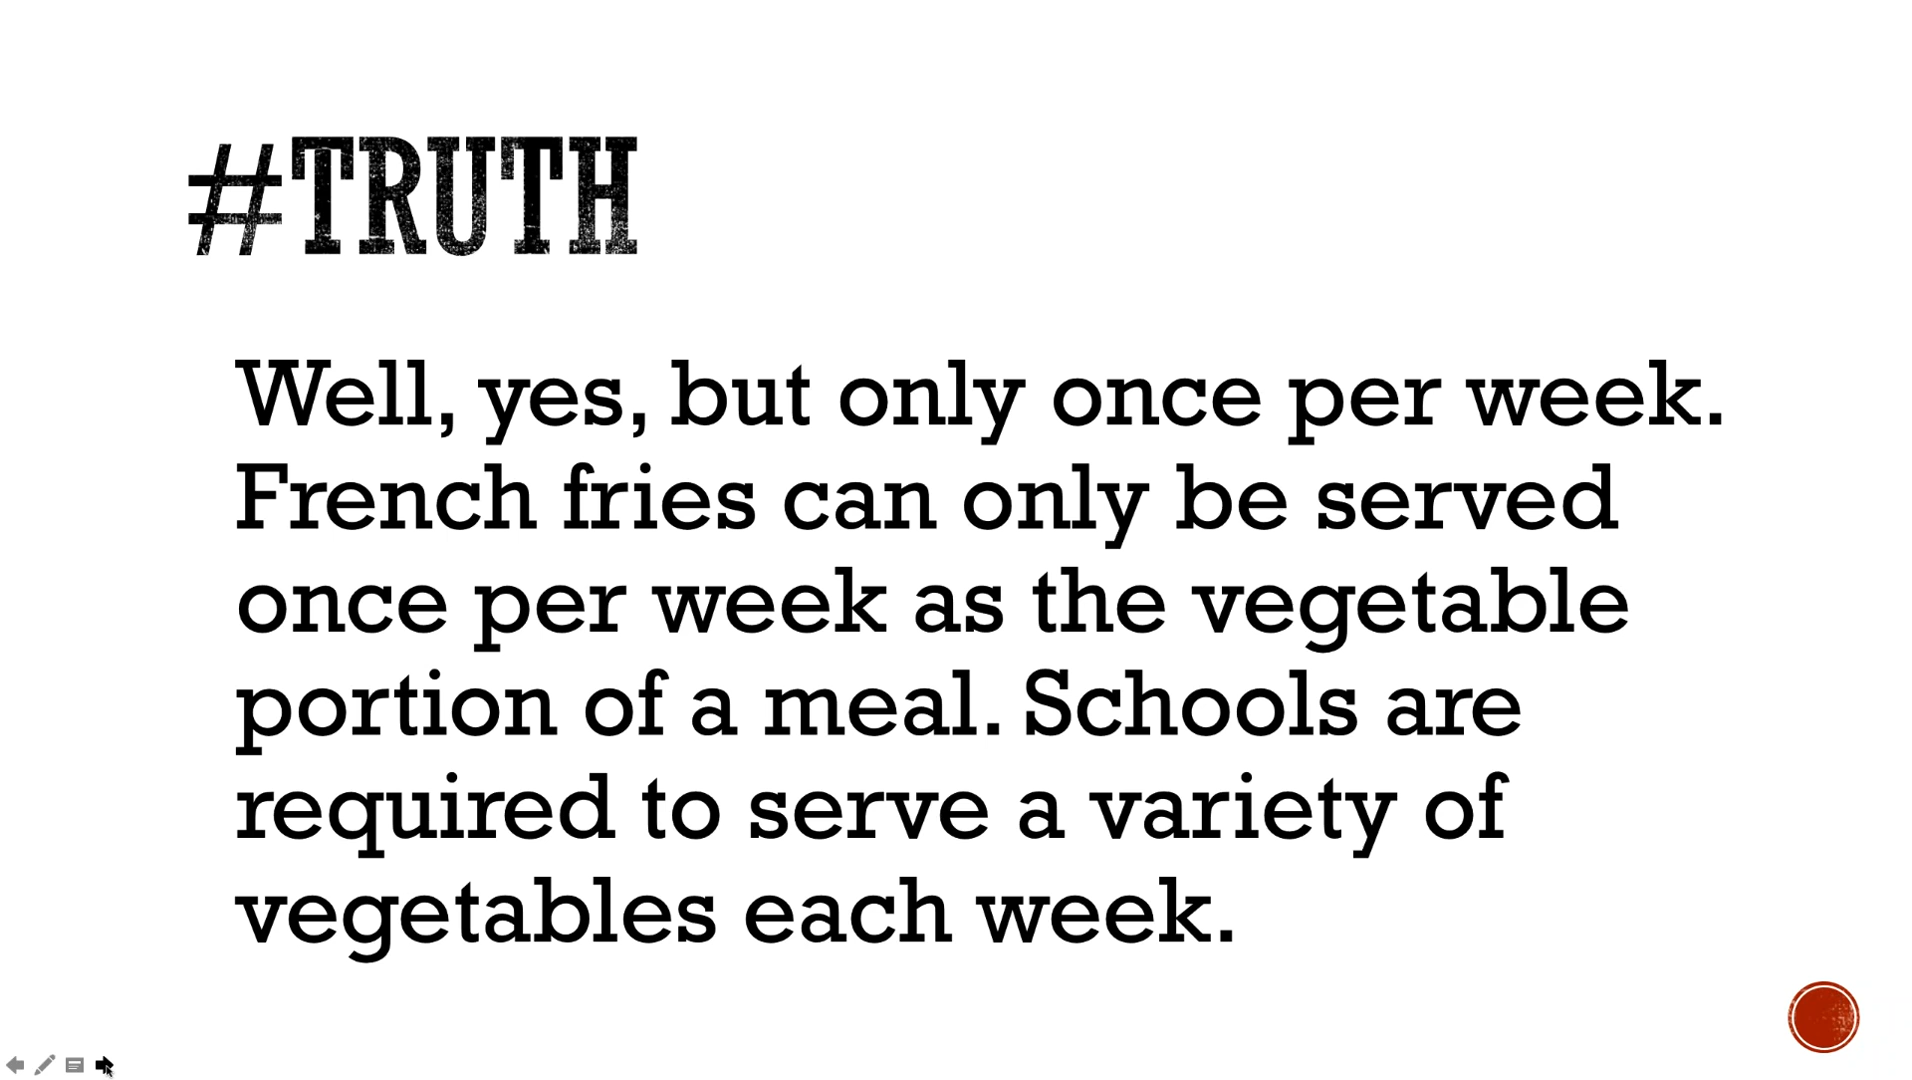 #TRUTH
Well, yes, but only once per week.
French fries can only be served
once per week as the vegetable
portion of a meal. Schools are
required to serve a variety of
vegetables each week.